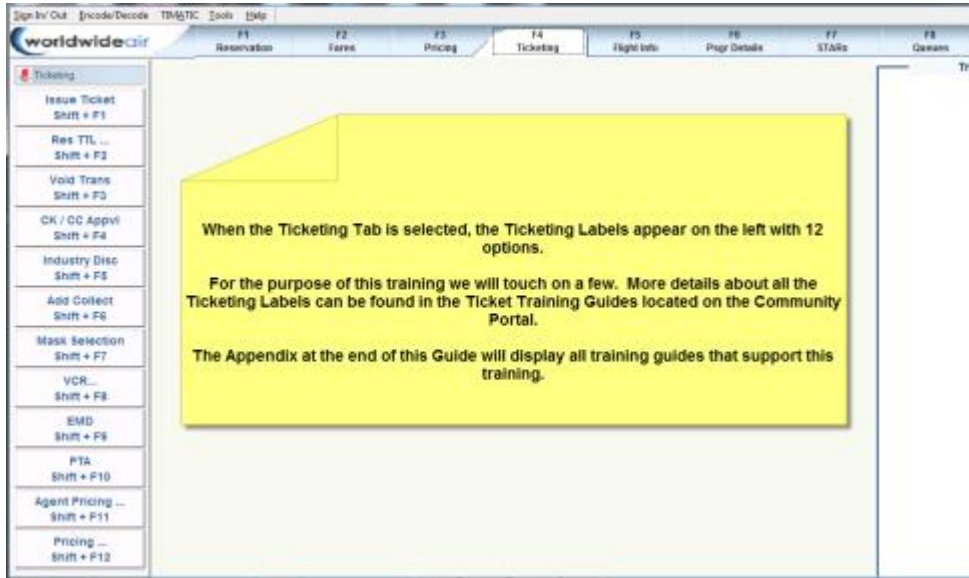 Sign In/ Out Encode/Decode TIMATIC Tools Help
worldwideair
F1 F2 F3 F4 F5 F6 F7 F8
Reservation Fares Pricing Ticketing Flight Info Psgr Details STARs Queues
Ticketing
Tr
Issue Ticket
Shift + F1
Res TTL ...
Shift + F2
Void Trans
Shift + F3
CK / CC Appvl
Shift + F4
Industry Disc
Shift + F5
Add Collect
Shift + F6
Mask Selection
Shift + F7
VCR...
Shift + F8
EMD
Shift + F9
PTA
Shift + F10
Agent Pricing ...
Shift + F11
Pricing ...
Shift + F12
When the Ticketing Tab is selected, the Ticketing Labels appear on the left with 12
options.
For the purpose of this training we will touch on a few. More details about all the
Ticketing Labels can be found in the Ticket Training Guides located on the Community
Portal.
The Appendix at the end of this Guide will display all training guides that support this
training.